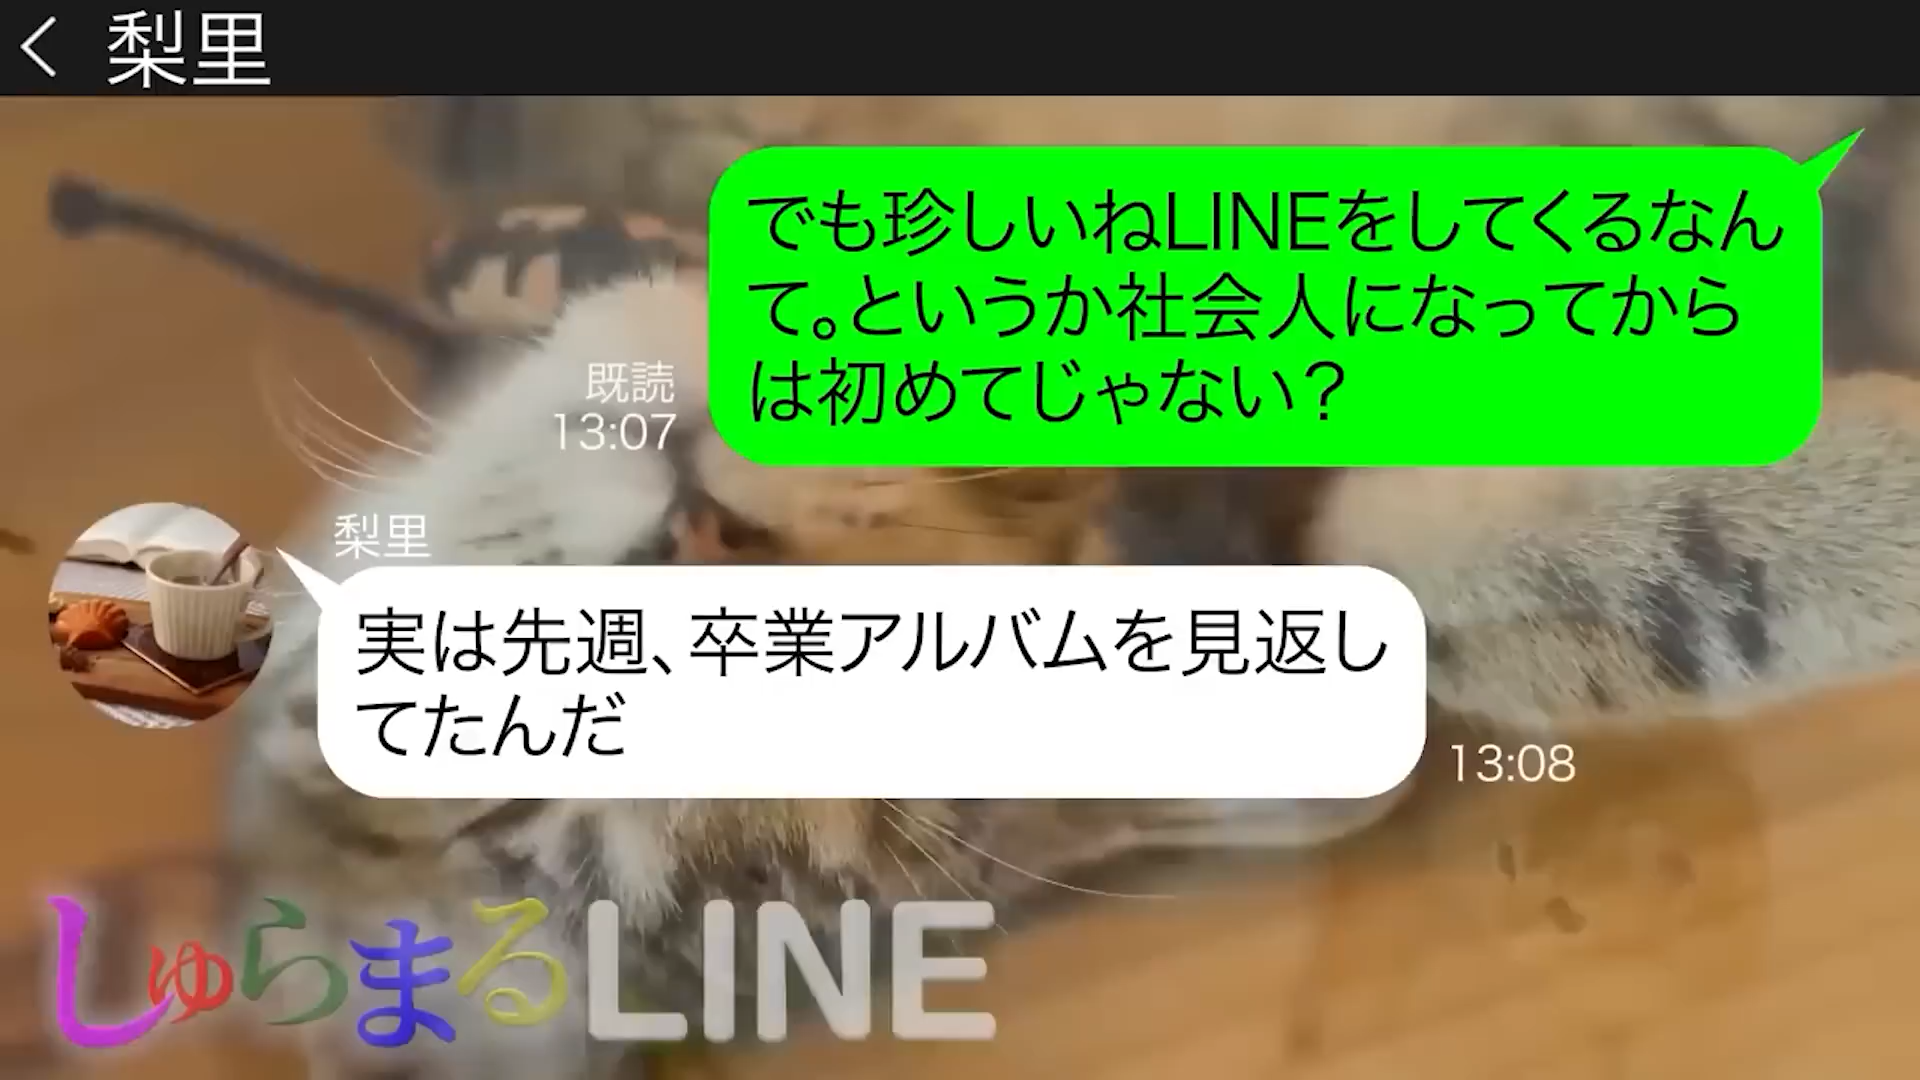 梨里
でも珍しいねLINEをしてくるなん
て。というか社会人になってから
は初めてじゃない？
既読
13:07
梨里
実は先週、卒業アルバムを見返し
てたんだ
13:08
しゅらまるLINE